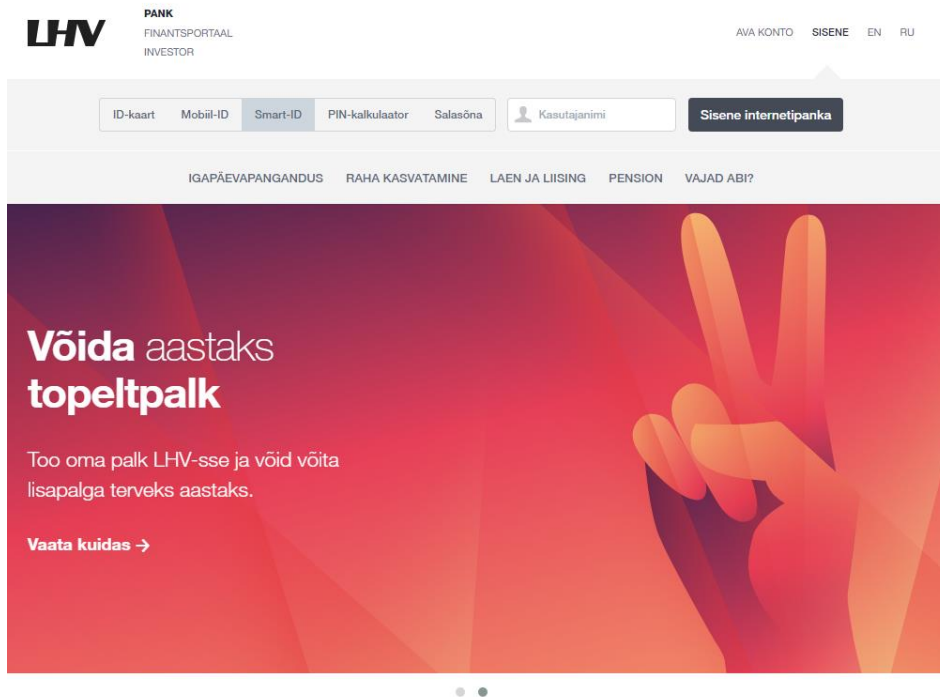 LHV
PANK
FINANTSPORTAAL
INVESTOR
AVA KONTO SISENE EN RU
ID-kaart Mobiil-ID Smart-ID PIN-kalkulaator Salasõna Kasutajanimi Sisene internetipanka
IGAPÄEVAPANGANDUS RAHA KASVATAMINE LAEN JA LIISING PENSION VAJAD ABI?
Võida aastaks
topeltpalk
Too oma palk LHV-sse ja võid võita
lisapalga terveks aastaks.
Vaata kuidas →